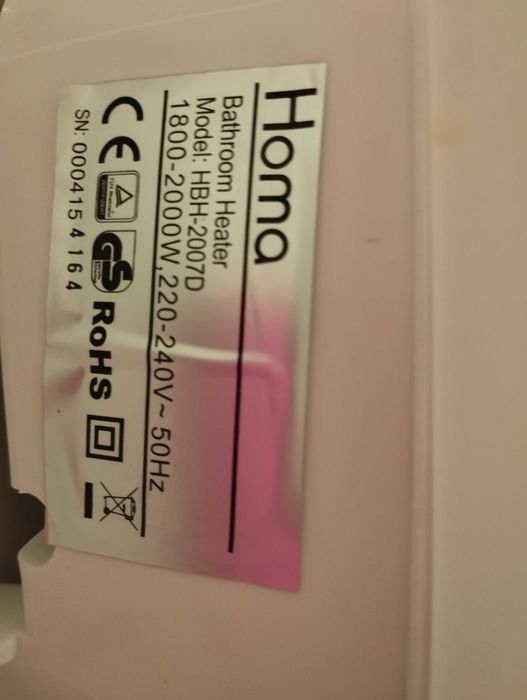 Homa
Bathroom Heater
Model: HBH-2007D
1800-2000W,220-240V~ 50Hz
CE GS RoHS
SN: 000415 4 1 6 4